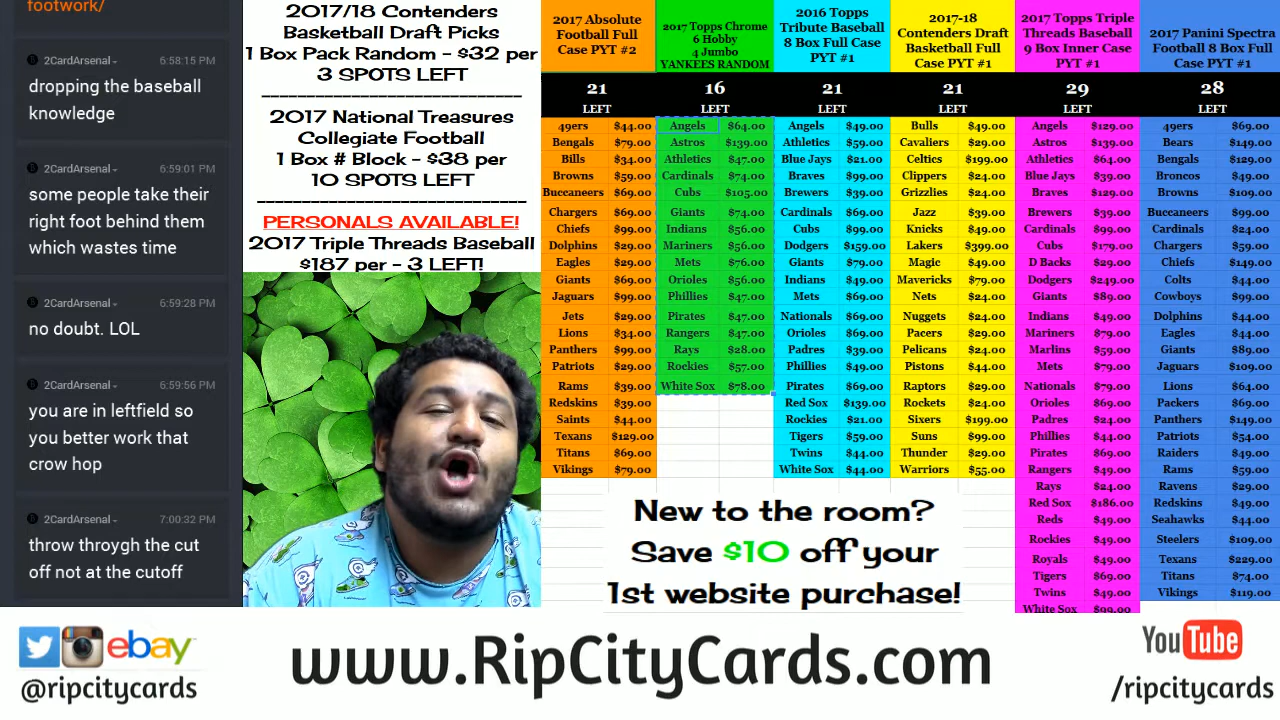 footwork/
2CardArsenal 6:58:15 PM
dropping the baseball
knowledge
2CardArsenal 6:59:01 PM
some people take their
right foot behind them
which wastes time
2CardArsenal 6:59:28 PM
no doubt. LOL
2CardArsenal 6:59:56 PM
you are in leftfield so
you better work that
crow hop
2CardArsenal 7:00:32 PM
throw throygh the cut
off not at the cutoff
2017/18 Contenders
Basketball Draft Picks
1 Box Pack Random - $32 per
3 SPOTS LEFT
2017 National Treasures
Collegiate Football
1 Box # Block - $38 per
10 SPOTS LEFT
PERSONALS AVAILABLE!
2017 Triple Threads Baseball
$187 per - 3 LEFT!
2017 Absolute
Football Full
Case PYT #2
21
LEFT
49ers $44.00
Bengals $79.00
Bills $34.00
Browns $59.00
Buccaneers $69.00
Chargers $69.00
Chiefs $99.00
Dolphins $29.00
Eagles $29.00
Giants $69.00
Jaguars $99.00
Jets $29.00
Lions $34.00
Panthers $99.00
Patriots $29.00
Rams $39.00
Redskins $39.00
Saints $44.00
Texans $129.00
Titans $69.00
Vikings $79.00
2017 Topps Chrome
6 Hobby
4 Jumbo
YANKEES RANDOM
16
LEFT
Angels $64.00
Astros $139.00
Athletics $47.00
Cardinals $74.00
Cubs $105.00
Giants $74.00
Indians $56.00
Mariners $56.00
Mets $76.00
Orioles $56.00
Phillies $47.00
Pirates $47.00
Rangers $47.00
Rays $28.00
Rockies $57.00
White Sox $78.00
2016 Topps
Tribute Baseball
8 Box Full Case
PYT #1
21
LEFT
Angels $49.00
Athletics $59.00
Blue Jays $21.00
Braves $99.00
Brewers $39.00
Cardinals $69.00
Cubs $99.00
Dodgers $159.00
Giants $79.00
Indians $49.00
Mets $69.00
Nationals $69.00
Orioles $69.00
Padres $39.00
Phillies $49.00
Pirates $69.00
Red Sox $139.00
Rockies $21.00
Tigers $59.00
Twins $44.00
White Sox $44.00
2017-18
Contenders Draft
Basketball Full
Case PYT #1
21
LEFT
Bulls $49.00
Cavaliers $29.00
Celtics $199.00
Clippers $24.00
Grizzlies $24.00
Jazz $39.00
Knicks $49.00
Lakers $399.00
Magic $49.00
Mavericks $79.00
Nets $24.00
Nuggets $24.00
Pacers $29.00
Pelicans $24.00
Pistons $44.00
Raptors $29.00
Rockets $24.00
Sixers $199.00
Suns $99.00
Thunder $29.00
Warriors $55.00
2017 Topps Triple
Threads Baseball
9 Box Inner Case
PYT #1
29
LEFT
Angels $129.00
Astros $139.00
Athletics $64.00
Blue Jays $39.00
Braves $129.00
Brewers $39.00
Cardinals $99.00
Cubs $179.00
D Backs $29.00
Dodgers $249.00
Giants $89.00
Indians $49.00
Mariners $79.00
Marlins $59.00
Mets $79.00
Nationals $79.00
Orioles $69.00
Padres $24.00
Phillies $44.00
Pirates $69.00
Rangers $49.00
Rays $24.00
Red Sox $186.00
Reds $49.00
Rockies $49.00
Royals $49.00
Tigers $69.00
Twins $49.00
White Sox $99.00
2017 Panini Spectra
Football 8 Box Full
Case PYT #1
28
LEFT
49ers $69.00
Bears $149.00
Bengals $129.00
Broncos $49.00
Browns $109.00
Buccaneers $99.00
Cardinals $24.00
Chargers $59.00
Chiefs $149.00
Colts $44.00
Cowboys $99.00
Dolphins $44.00
Eagles $44.00
Giants $89.00
Jaguars $109.00
Lions $64.00
Packers $69.00
Panthers $149.00
Patriots $54.00
Raiders $49.00
Rams $59.00
Ravens $29.00
Redskins $49.00
Seahawks $44.00
Steelers $109.00
Texans $229.00
Titans $74.00
Vikings $119.00
New to the room?
Save $10 off your
1st website purchase!
ebay
@ripcitycards
www.RipCityCards.com
YouTube
/ripcitycards